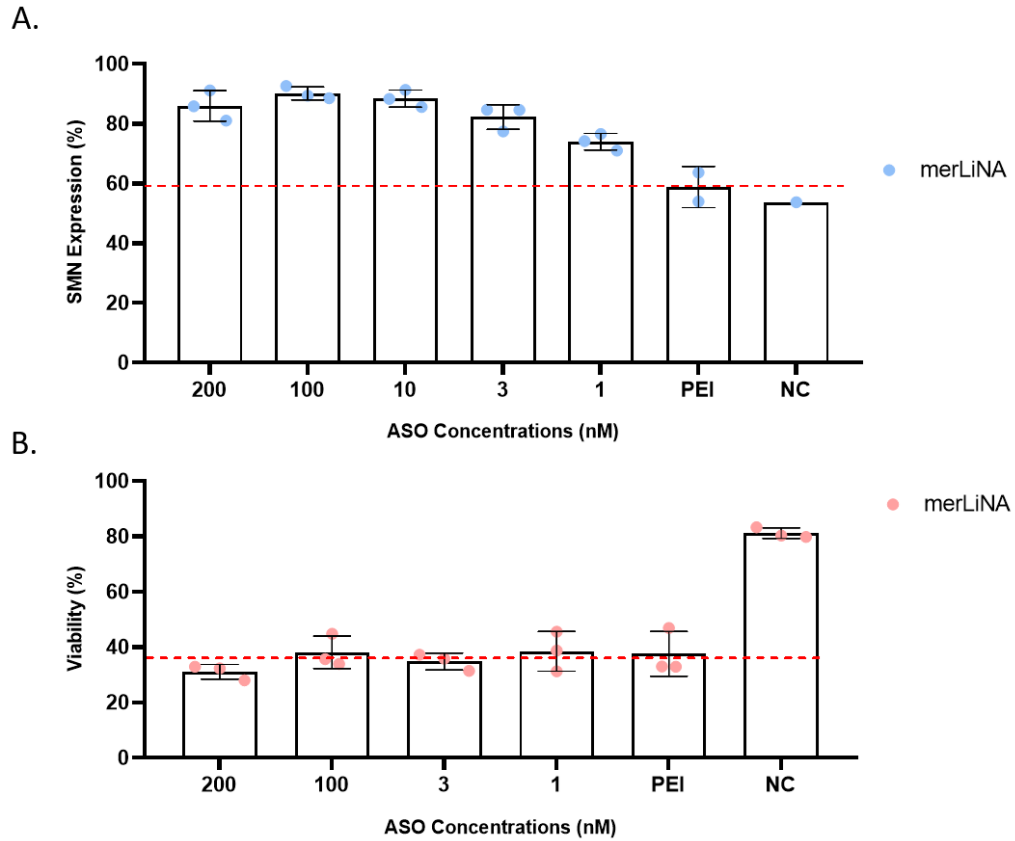 A.
100
80
60
40
20
0
SMN Expression (%)
200 100 10 3 1 PEI NC
ASO Concentrations (nM)
merLiNA
B.
100
80
60
40
20
0
Viability (%)
200 100 3 1 PEI NC
ASO Concentrations (nM)
merLiNA